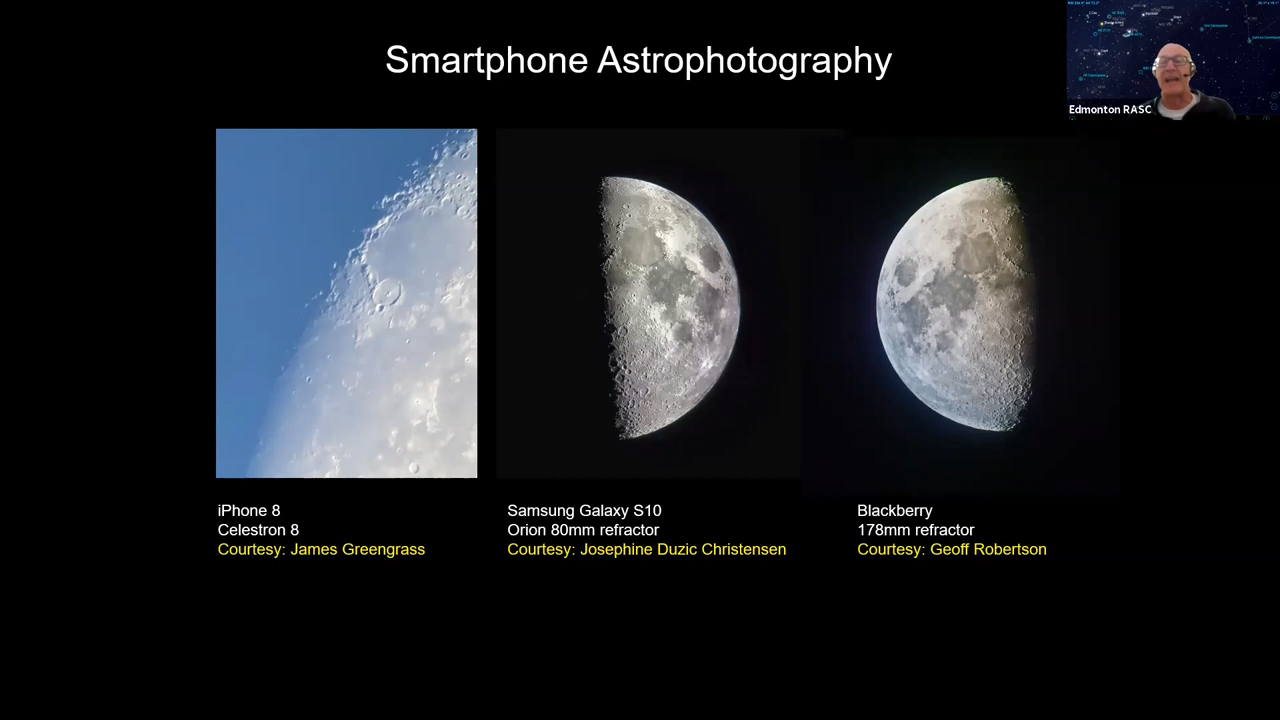 Smartphone Astrophotography
Edmonton RASC
iPhone 8
Celestron 8
Courtesy: James Greengrass
Samsung Galaxy S10
Orion 80mm refractor
Courtesy: Josephine Duzic Christensen
Blackberry
178mm refractor
Courtesy: Geoff Robertson